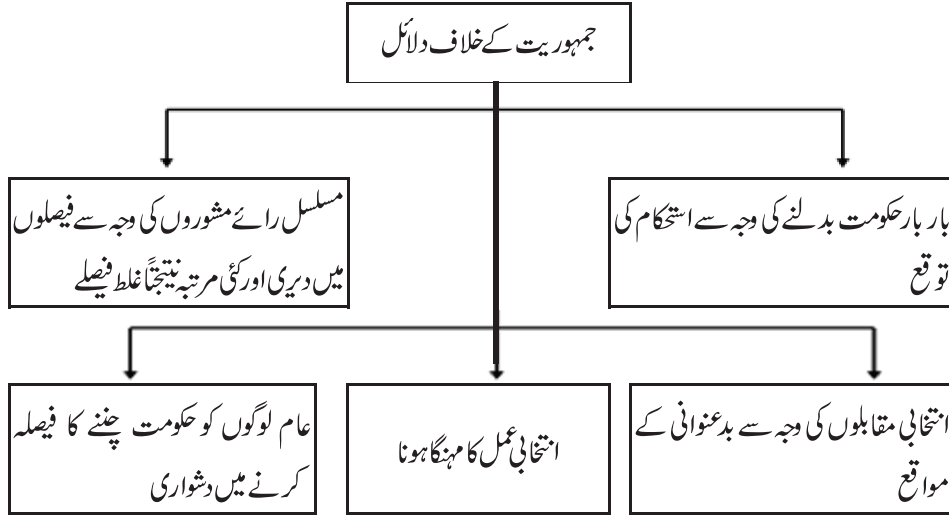 جمہوریت کے خلاف دلائل
بار بار حکومت بدلنے کی وجہ سے استحکام کی
توقع
مسلسل رائے مشوروں کی وجہ سے فیصلوں
میں دیری اور کئی مرتبہ نتیجتاً غلط فیصلے
انتخابی مقابلوں کی وجہ سے بدعنوانی کے
مواقع
انتخابی عمل کا مہنگا ہونا
عام لوگوں کو حکومت چننے کا فیصلہ
کرنے میں دشواری